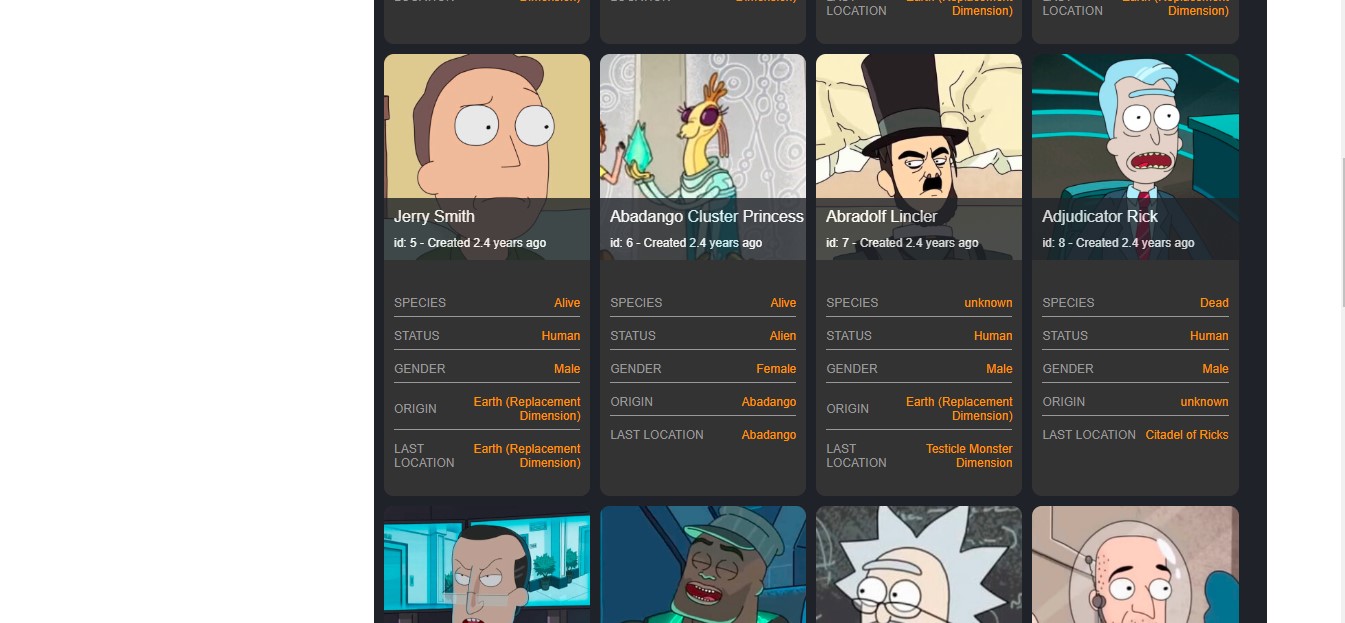 LOCATION Dimension) LOCATION Dimension) LAST LOCATION Earth (Replacement Dimension) LAST LOCATION Earth (Replacement Dimension)
Jerry Smith
id: 5 - Created 2.4 years ago
SPECIES Alive
STATUS Human
GENDER Male
ORIGIN Earth (Replacement Dimension)
LAST LOCATION Earth (Replacement Dimension)
Abadango Cluster Princess
id: 6 - Created 2.4 years ago
SPECIES Alive
STATUS Alien
GENDER Female
ORIGIN Abadango
LAST LOCATION Abadango
Abradolf Lincler
id: 7 - Created 2.4 years ago
SPECIES unknown
STATUS Human
GENDER Male
ORIGIN Earth (Replacement Dimension)
LAST LOCATION Testicle Monster Dimension
Adjudicator Rick
id: 8 - Created 2.4 years ago
SPECIES Dead
STATUS Human
GENDER Male
ORIGIN unknown
LAST LOCATION Citadel of Ricks